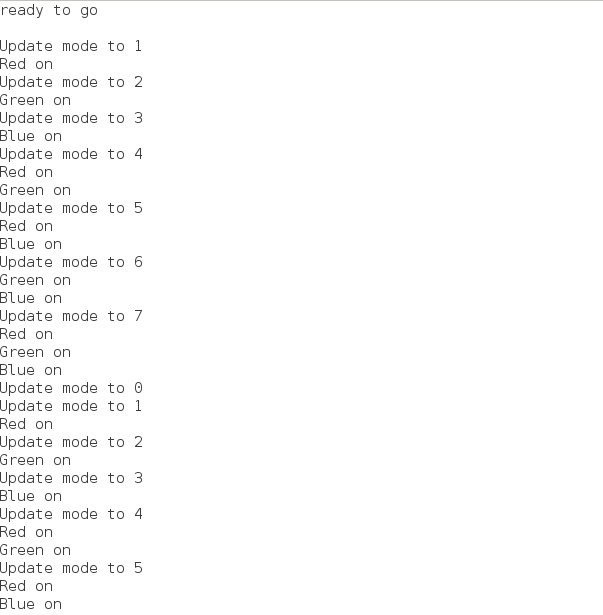 ready to go

Update mode to 1
Red on
Update mode to 2
Green on
Update mode to 3
Blue on
Update mode to 4
Red on
Green on
Update mode to 5
Red on
Blue on
Update mode to 6
Green on
Blue on
Update mode to 7
Red on
Green on
Blue on
Update mode to 0
Update mode to 1
Red on
Update mode to 2
Green on
Update mode to 3
Blue on
Update mode to 4
Red on
Green on
Update mode to 5
Red on
Blue on